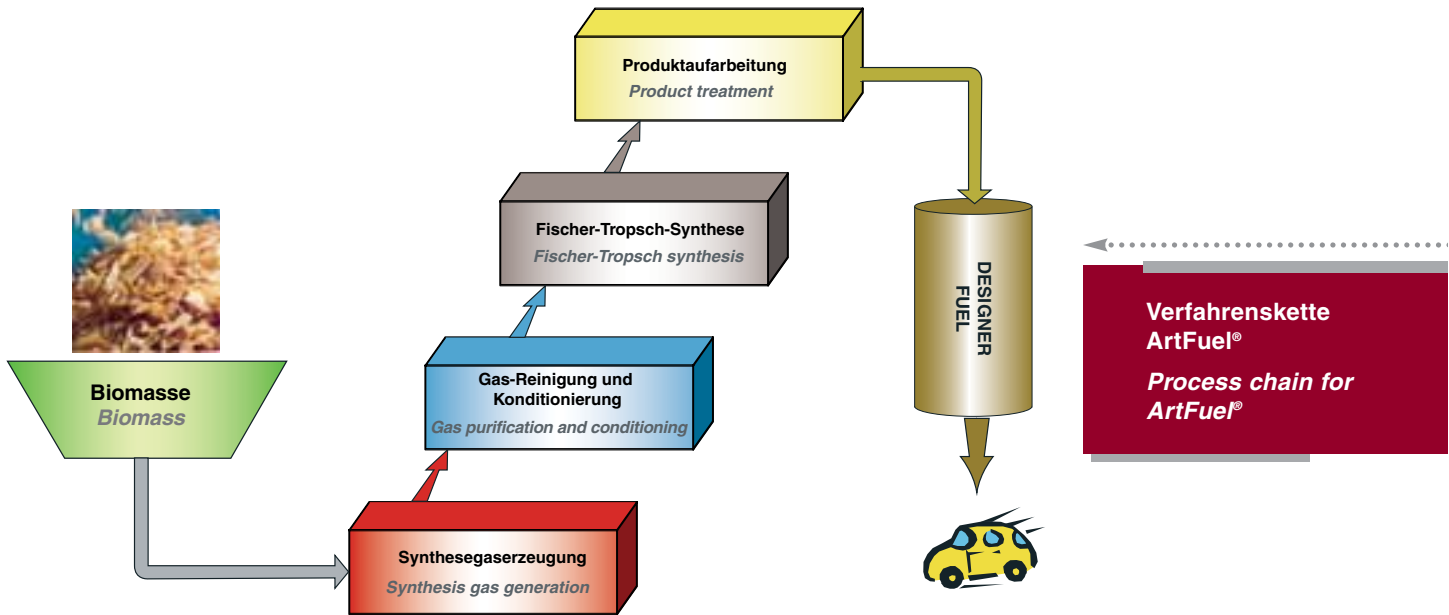 Produktaufarbeitung
Product treatment
Fischer-Tropsch-Synthese
Fischer-Tropsch synthesis
Gas-Reinigung und
Konditionierung
Gas purification and conditioning
Synthesegaserzeugung
Synthesis gas generation
Biomasse
Biomass
DESIGNER
FUEL
Verfahrenskette
ArtFuel®
Process chain for
ArtFuel®